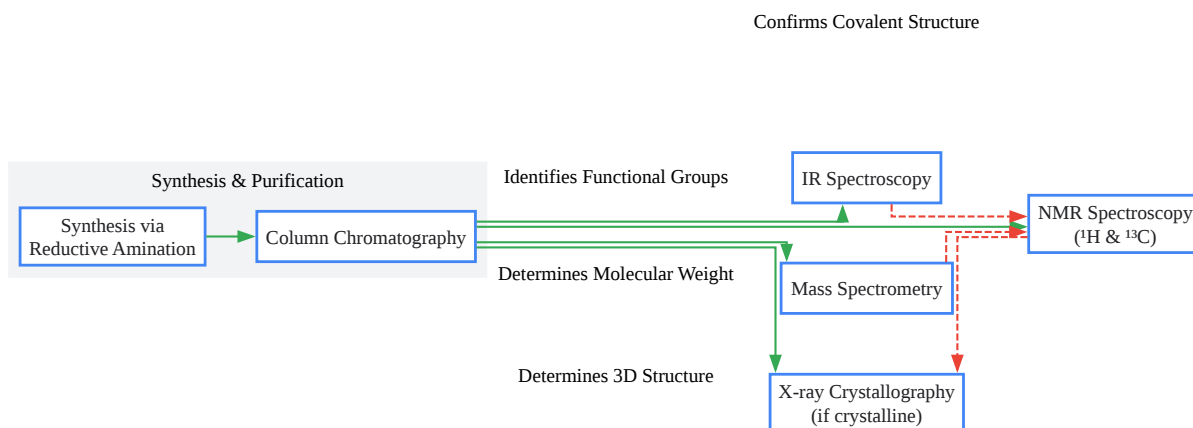 Confirms Covalent Structure
Synthesis & Purification
Identifies Functional Groups
IR Spectroscopy
Synthesis via
Reductive Amination
Column Chromatography
NMR Spectroscopy
(¹H & ¹³C)
Determines Molecular Weight
Mass Spectrometry
Determines 3D Structure
X-ray Crystallography
(if crystalline)